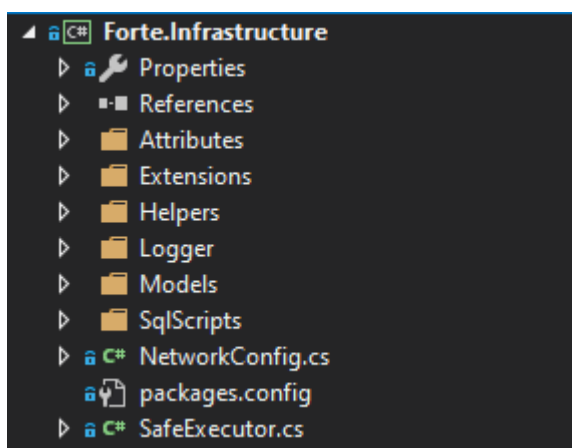 C# Forte.Infrastructure
Properties
References
Attributes
Extensions
Helpers
Logger
Models
SqlScripts
C# NetworkConfig.cs
packages.config
C# SafeExecutor.cs